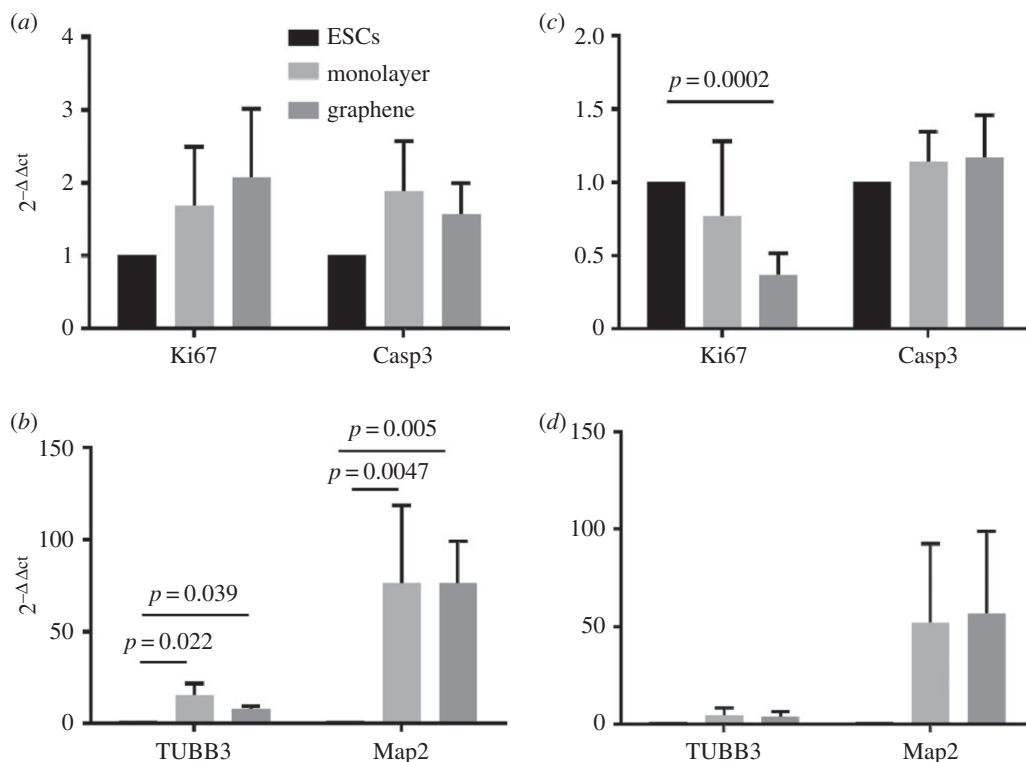 (a)
4
3
2
1
0
2−Δ Δct
ESCs
monolayer
graphene
Ki67 Casp3
(c)
2.0
1.5
1.0
0.5
0
p = 0.0002
Ki67 Casp3
(b)
150
100
50
0
2−Δ Δct
p = 0.005
p = 0.0047
p = 0.039
p = 0.022
TUBB3 Map2
(d)
150
100
50
0
TUBB3 Map2